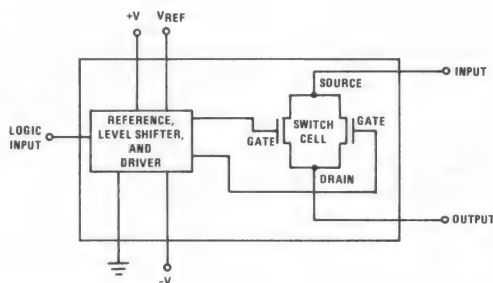 +V
VREF
INPUT
SOURCE
REFERENCE,
LEVEL SHIFTER,
AND
DRIVER
LOGIC
INPUT
GATE
SWITCH
CELL
GATE
DRAIN
OUTPUT
-V